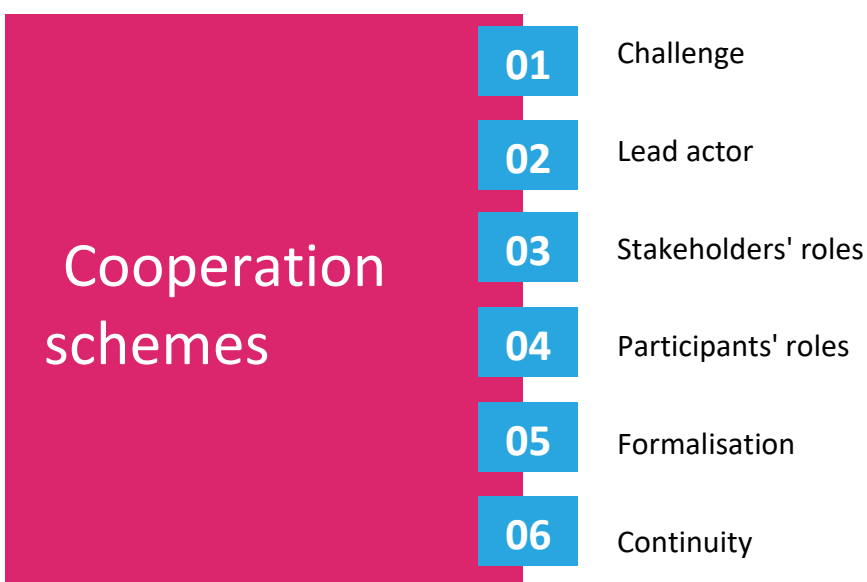 Cooperation
schemes
01 Challenge
02 Lead actor
03 Stakeholders' roles
04 Participants' roles
05 Formalisation
06 Continuity